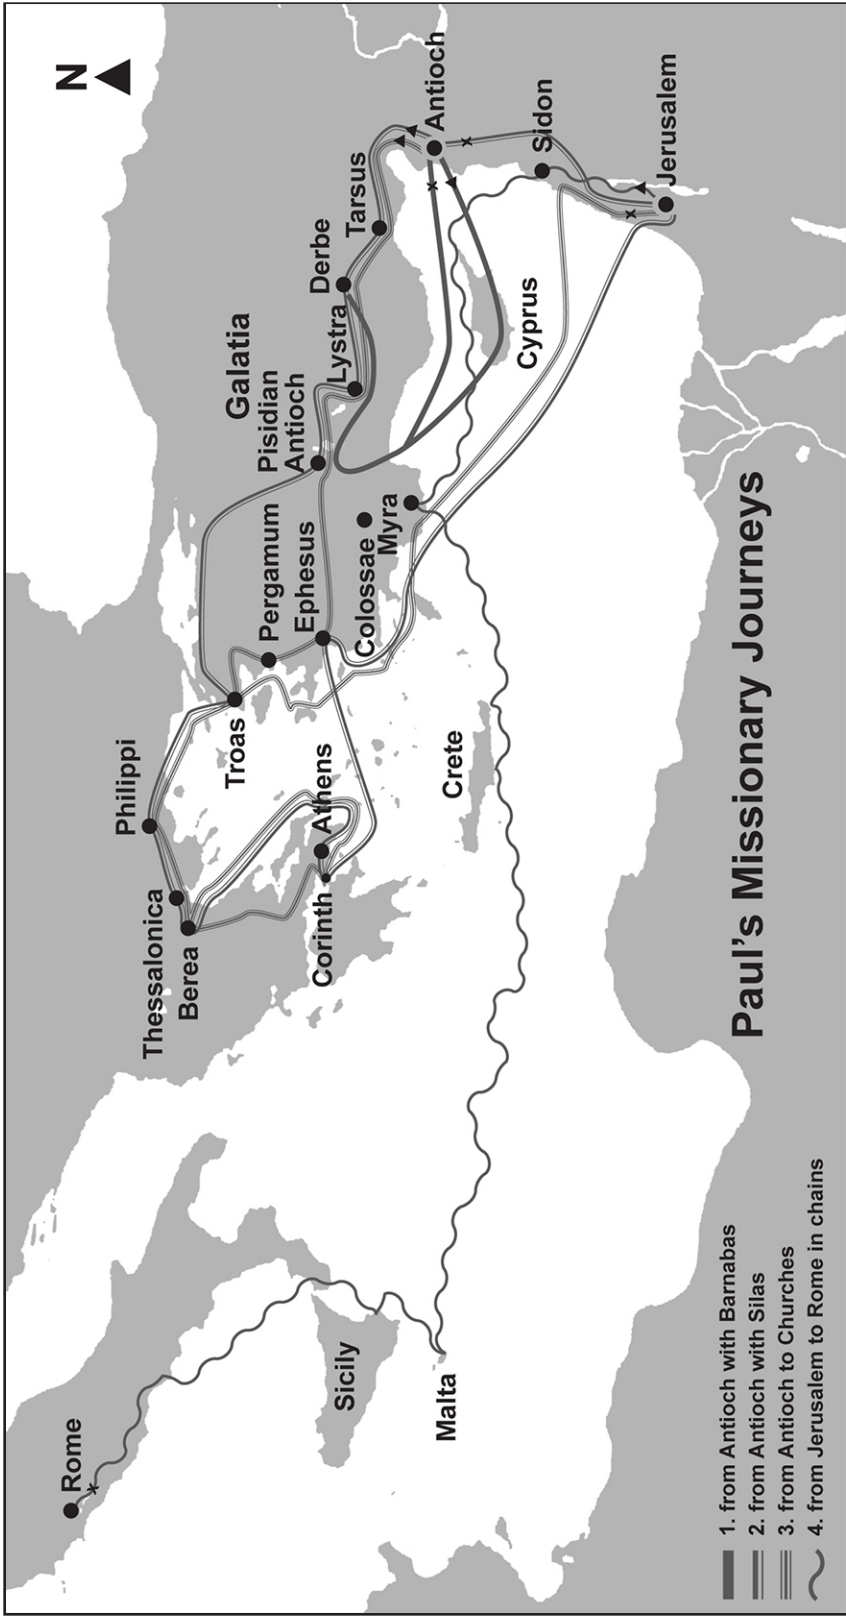 N
Rome
Sicily
Malta
Thessalonica
Berea
Philippi
Corinth
Athens
Crete
Troas
Pergamum
Ephesus
Colossae
Myra
Galatia
Pisidian
Antioch
Lystra
Derbe
Tarsus
Antioch
Cyprus
Sidon
Jerusalem
Paul's Missionary Journeys
1. from Antioch with Barnabas
2. from Antioch with Silas
3. from Antioch to Churches
4. from Jerusalem to Rome in chains